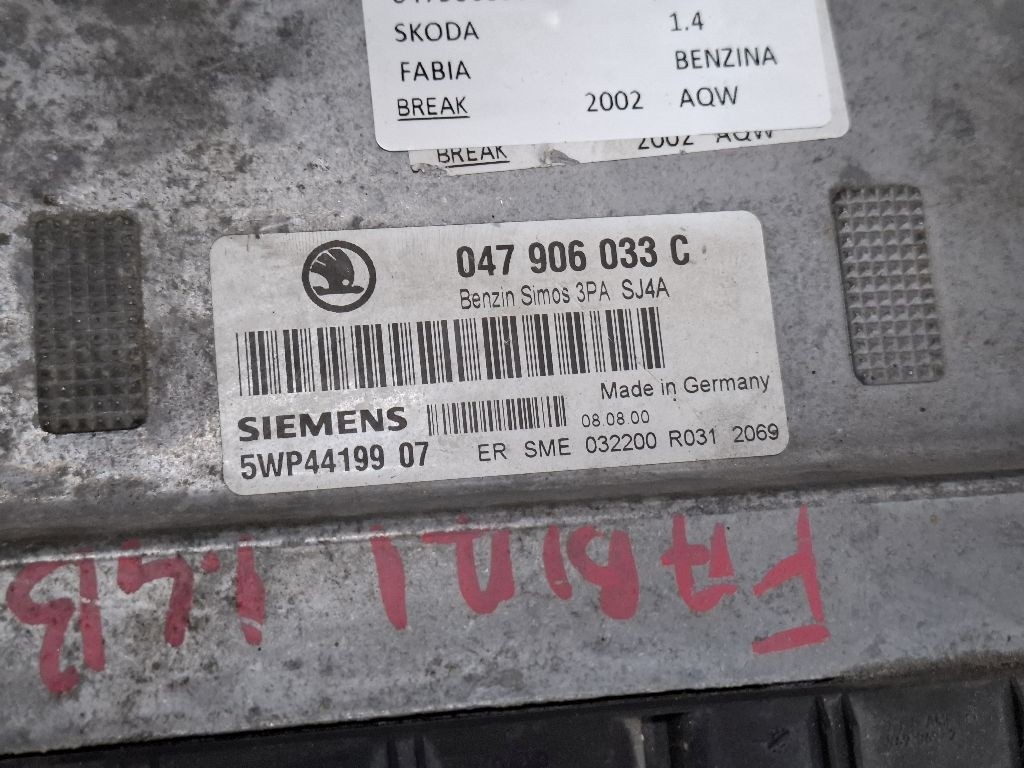 SKODA 1.4
FABIA BENZINA
BREAK 2002 AQW
BREAK 2002 AQW
047 906 033 C
Benzin Simos 3PA SJ4A
Made in Germany
SIEMENS 08.08.00
5WP44199 07 ER SME 032200 R031 2069
FABIA I 1.4B